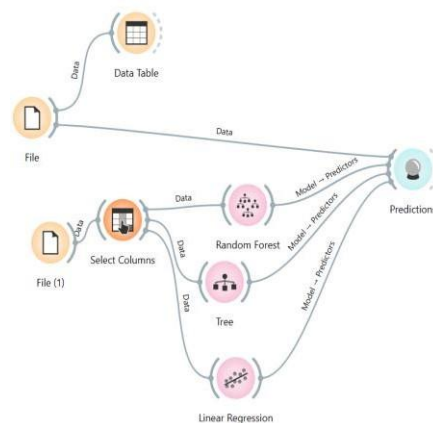 Data
Data Table
Data
File
Data
Model → Predictors
Predictions
Data
Random Forest
Model → Predictors
File (1)
Select Columns
Data
Tree
Model → Predictors
Data
Linear Regression